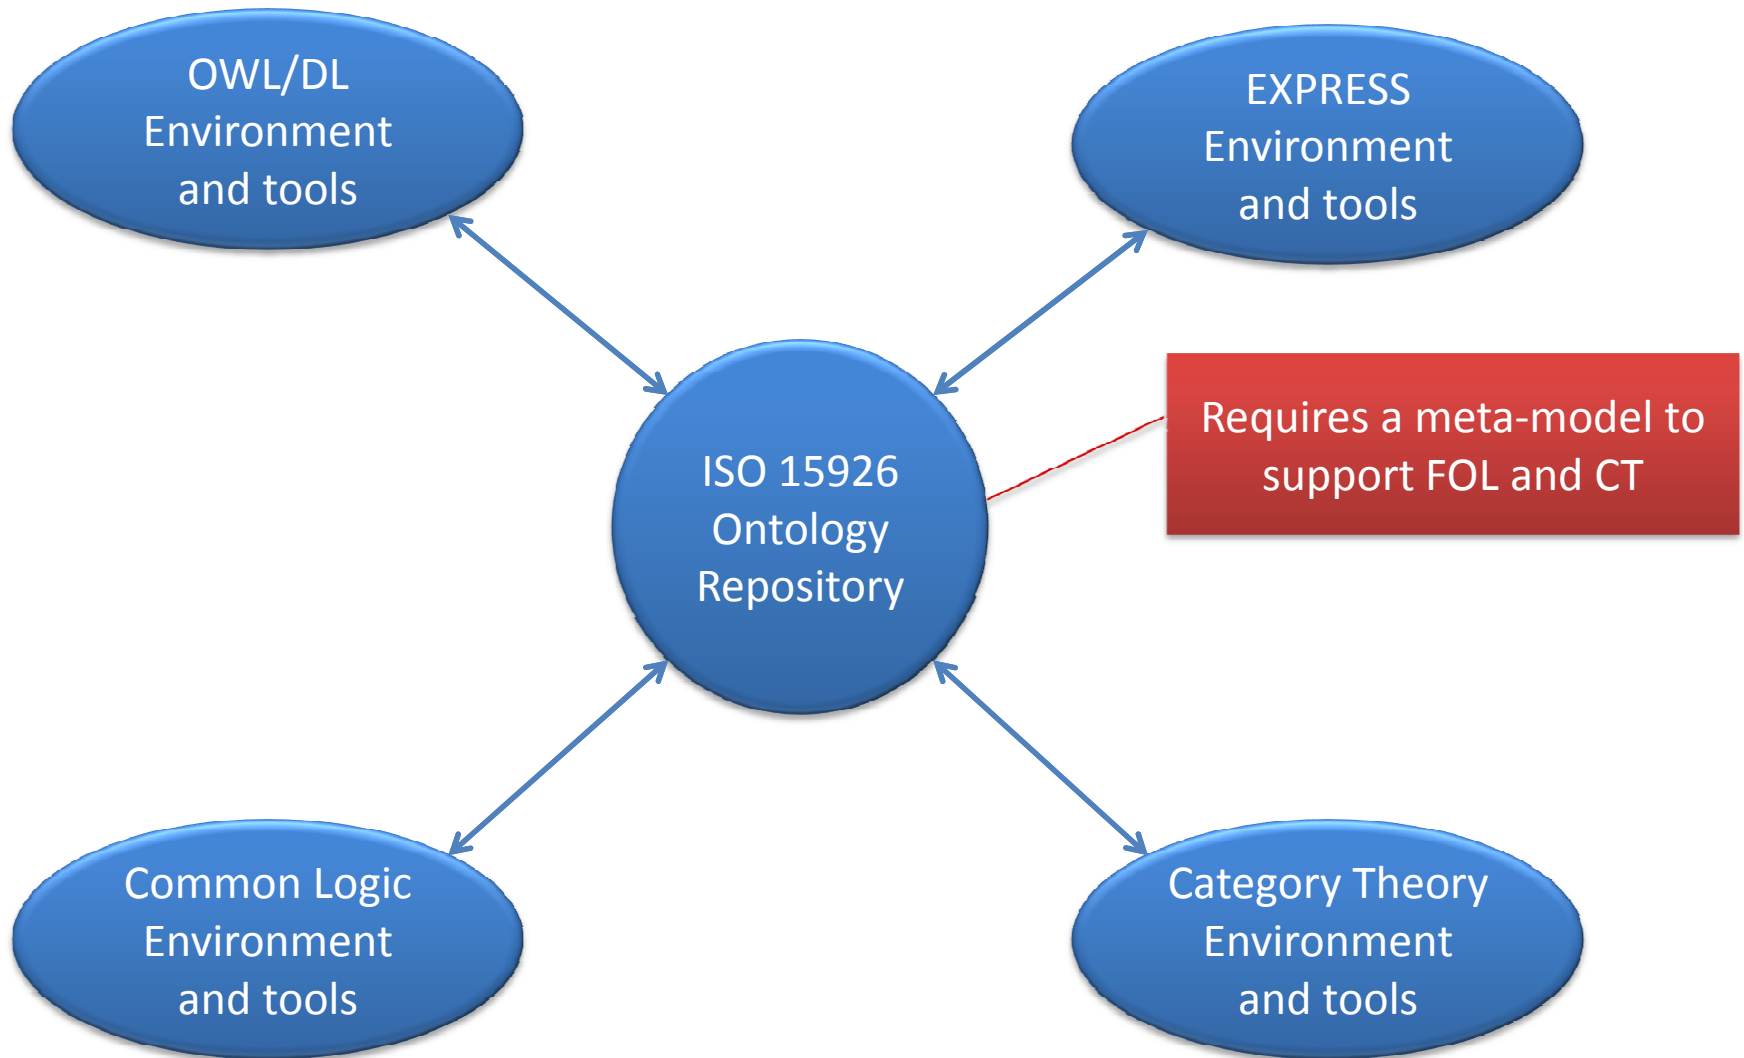 OWL/DL
Environment
and tools
EXPRESS
Environment
and tools
Requires a meta-model to
support FOL and CT
ISO 15926
Ontology
Repository
Common Logic
Environment
and tools
Category Theory
Environment
and tools